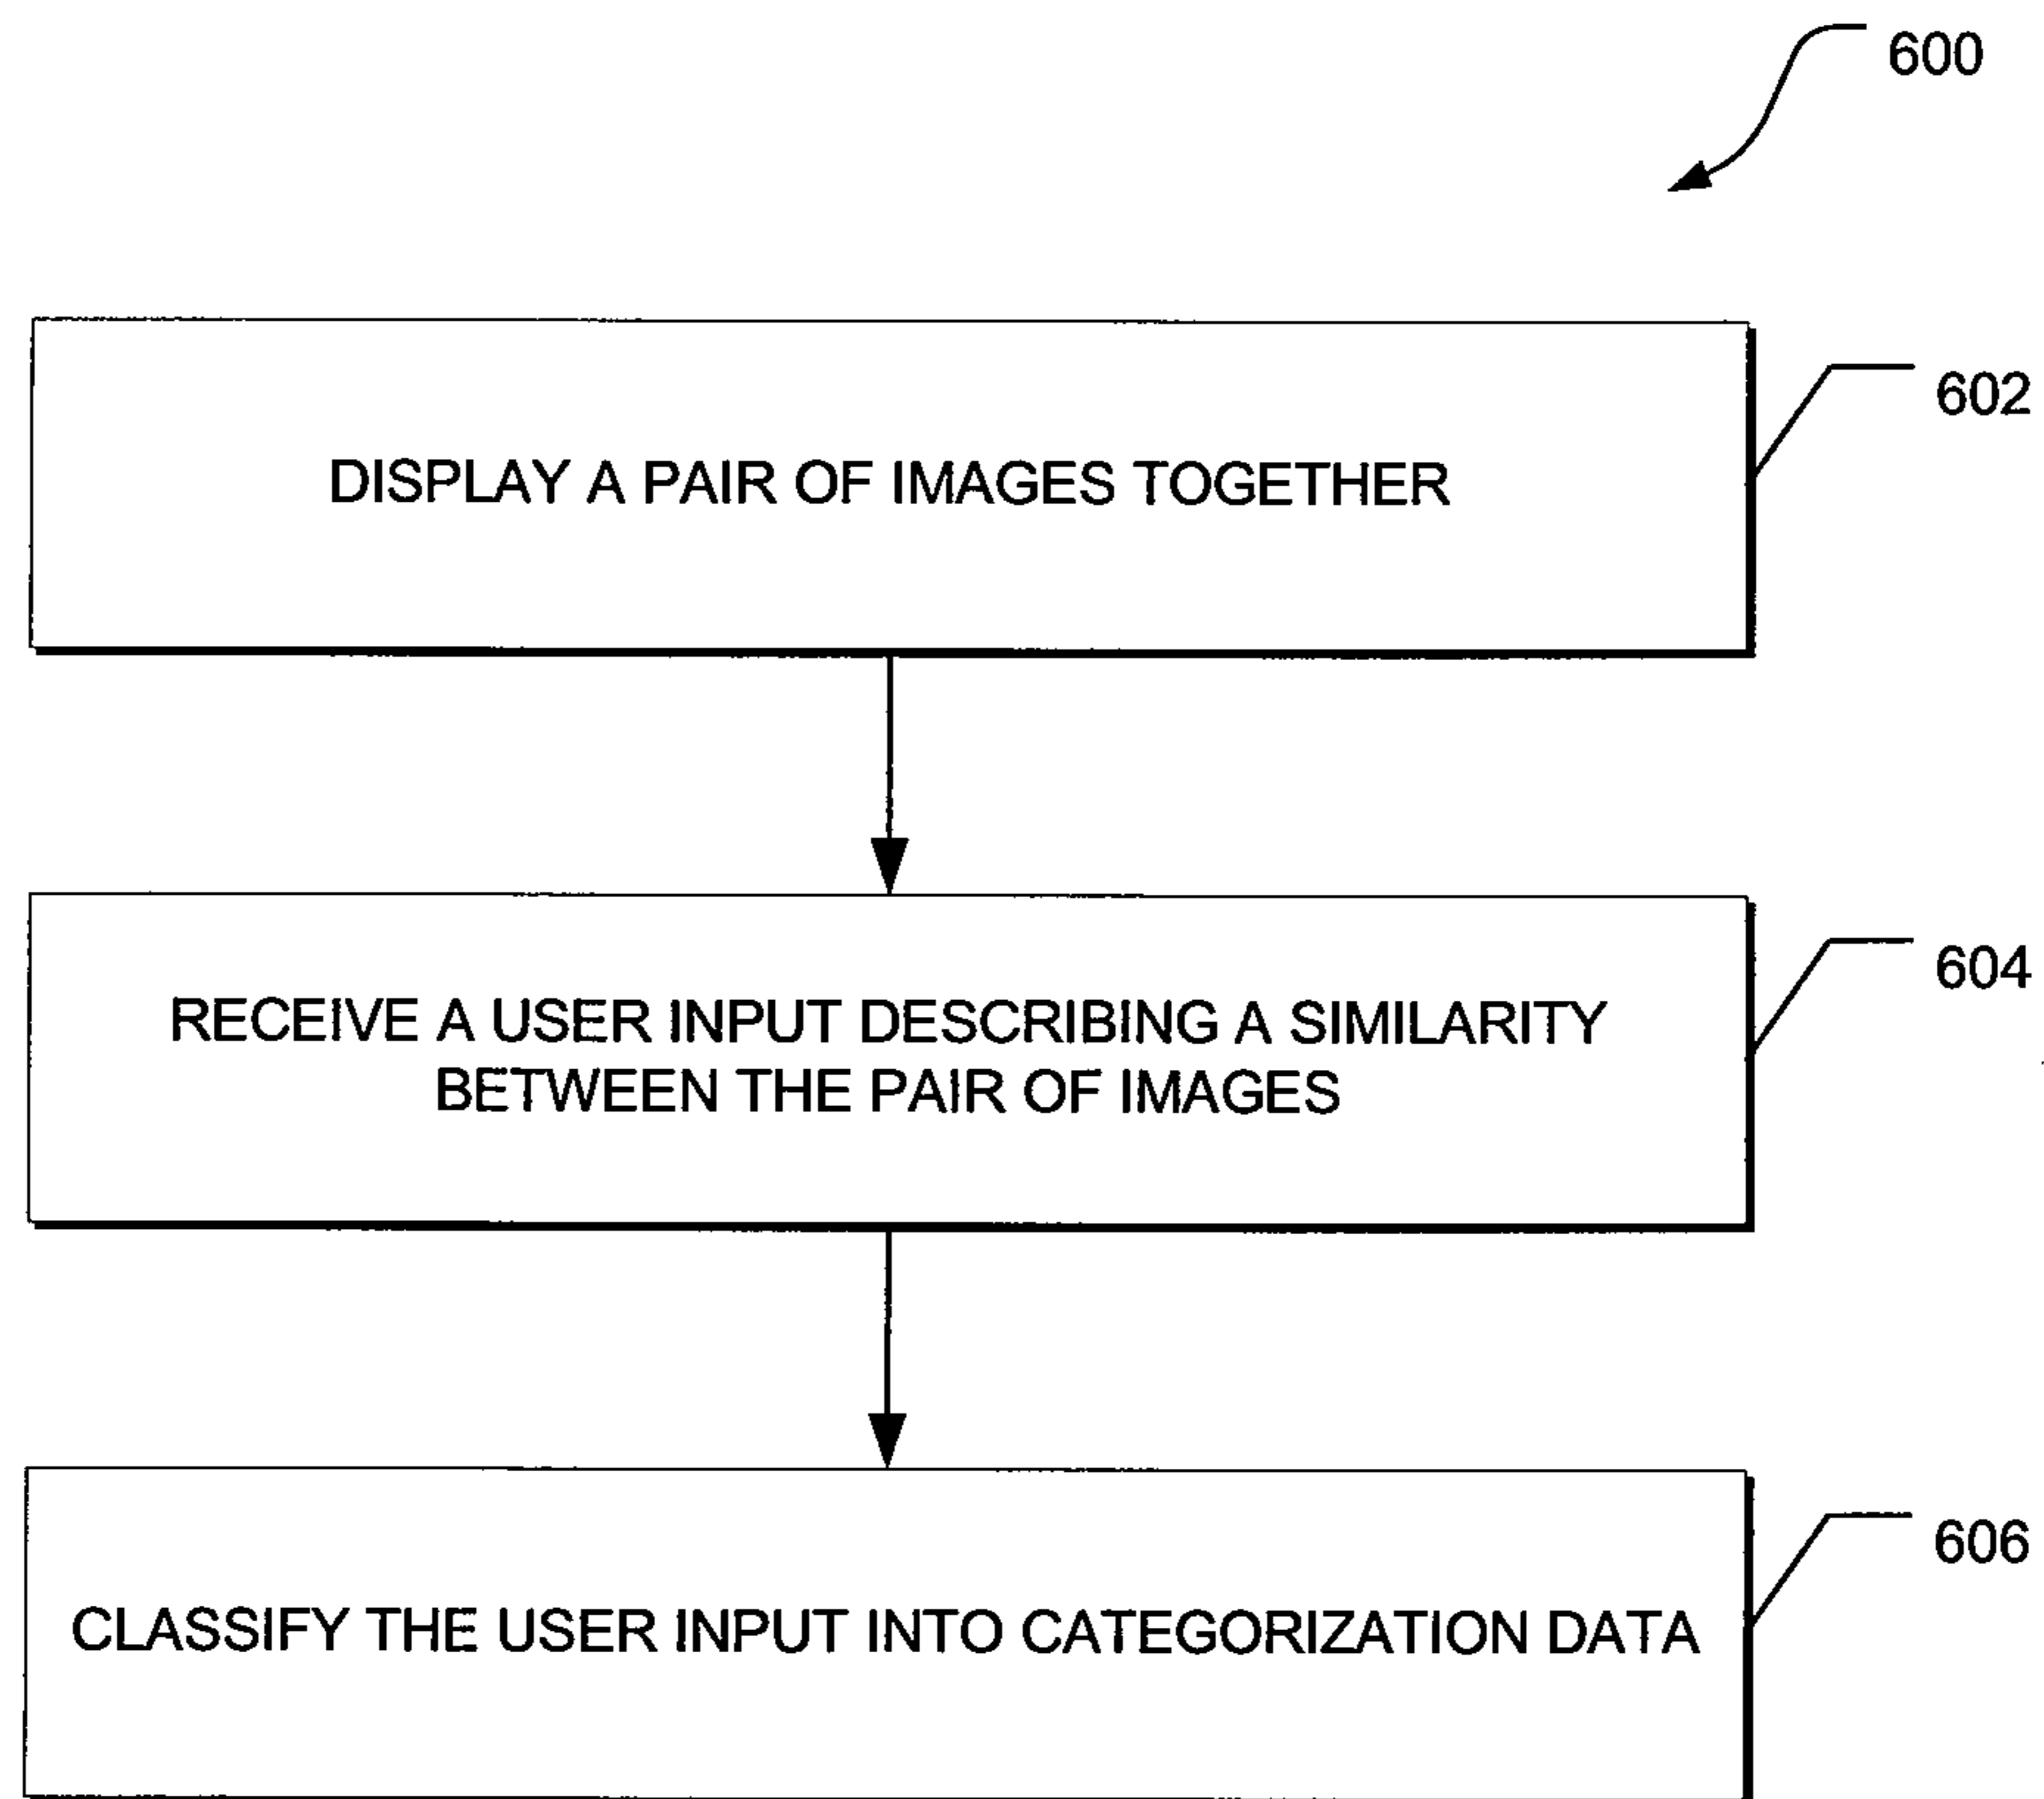 600
602
DISPLAY A PAIR OF IMAGES TOGETHER
604
RECEIVE A USER INPUT DESCRIBING A SIMILARITY
BETWEEN THE PAIR OF IMAGES
606
CLASSIFY THE USER INPUT INTO CATEGORIZATION DATA